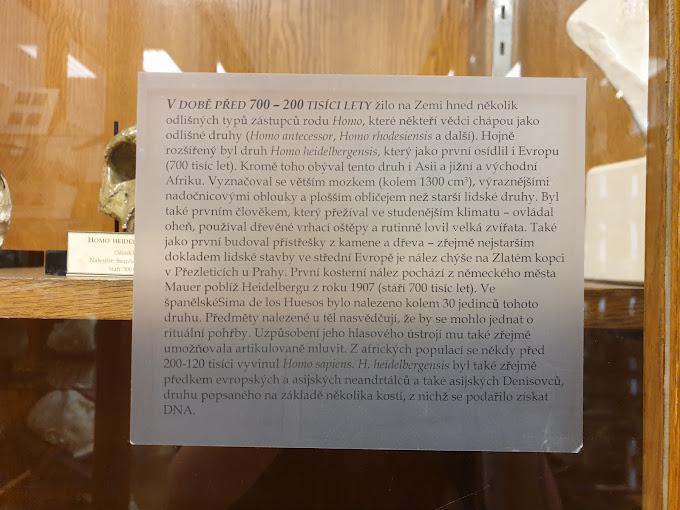 V DOBĚ PŘED 700 – 200 TISÍCI LETY žilo na Zemi hned několik
odlišných typů zástupců rodu Homo, které někteří vědci chápou jako
odlišné druhy (Homo antecessor, Homo rhodesiensis a další). Hojně
rozšířený byl druh Homo heidelbergensis, který jako první osídlil i Evropu
(700 tisíc let). Kromě toho obýval tento druh i Asii a jižní a východní
Afriku. Vyznačoval se větším mozkem (kolem 1300 cm³), výraznějšími
nadočnicovými oblouky a plošším obličejem než starší lidské druhy. Byl
také prvním člověkem, který přežíval ve studenějším klimatu – ovládal
oheň, používal dřevěné vrhací oštěpy a rutinně lovil velká zvířata. Také
jako první budoval přístřešky z kamene a dřeva – zřejmě nejstarším
dokladem lidské stavby ve střední Evropě je nález chýše na Zlatém kopci
v Přezleticích u Prahy. První kosterní nález pochází z německého města
Mauer poblíž Heidelbergu z roku 1907 (stáří 700 tisíc let). Ve
španělskéSima de los Huesos bylo nalezeno kolem 30 jedinců tohoto
druhu. Předměty nalezené u těl nasvědčují, že by se mohlo jednat o
rituální pohřby. Uzpůsobení jeho hlasového ústrojí mu také zřejmě
umožňovala artikulovaně mluvit. Z afrických populací se někdy před
200-120 tisíci vyvinul Homo sapiens. H. heidelbergensis byl také zřejmě
předkem evropských a asijských neandrtálců a také asijských Denisovců,
druhu popsaného na základě několika kostí, z nichž se podařilo získat
DNA.
HOMO